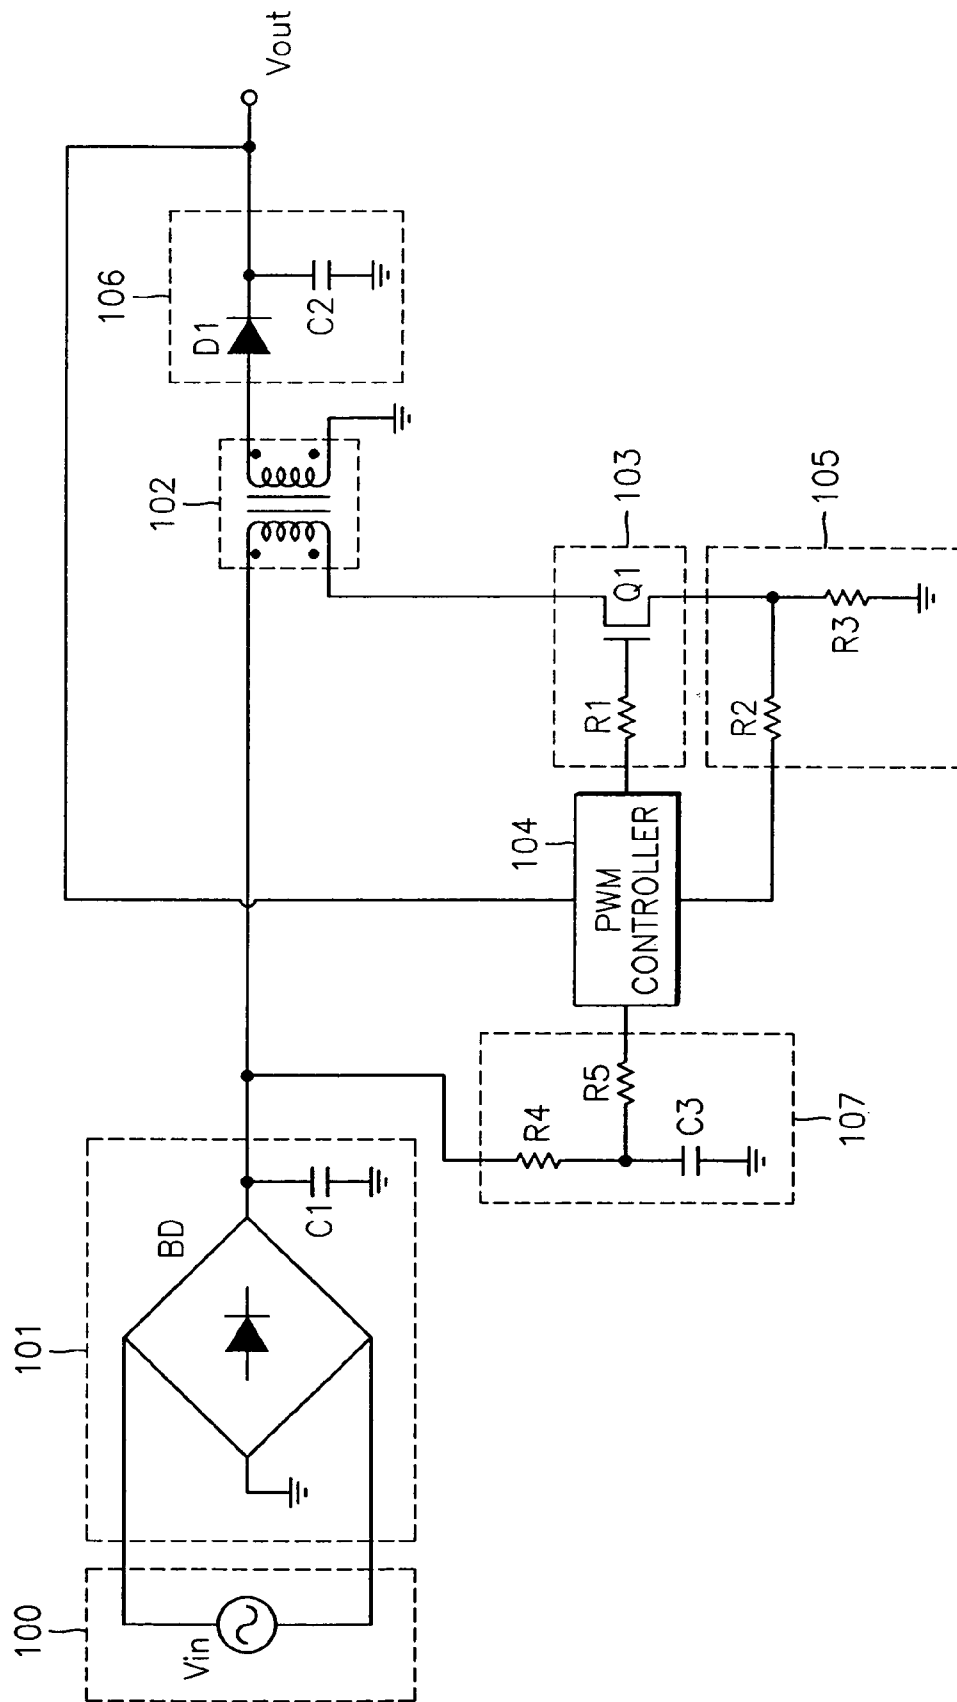 100
Vin
101
BD
C1
107
R4
R5
C3
104
PWM
CONTROLLER
103
R1
Q1
105
R2
R3
102
106
D1
C2
Vout